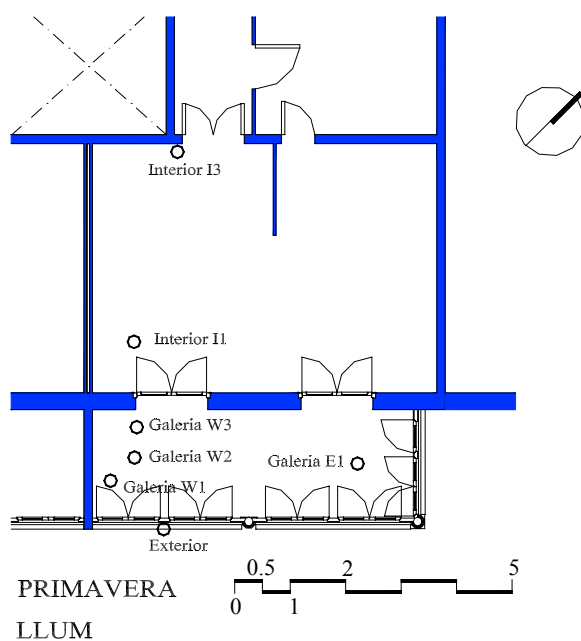 Interior I3
Interior I1
Galeria W3
Galeria W2
Galeria E1
Galeria W1
Exterior
PRIMAVERA
LLUM
0.5 2 5
0 1